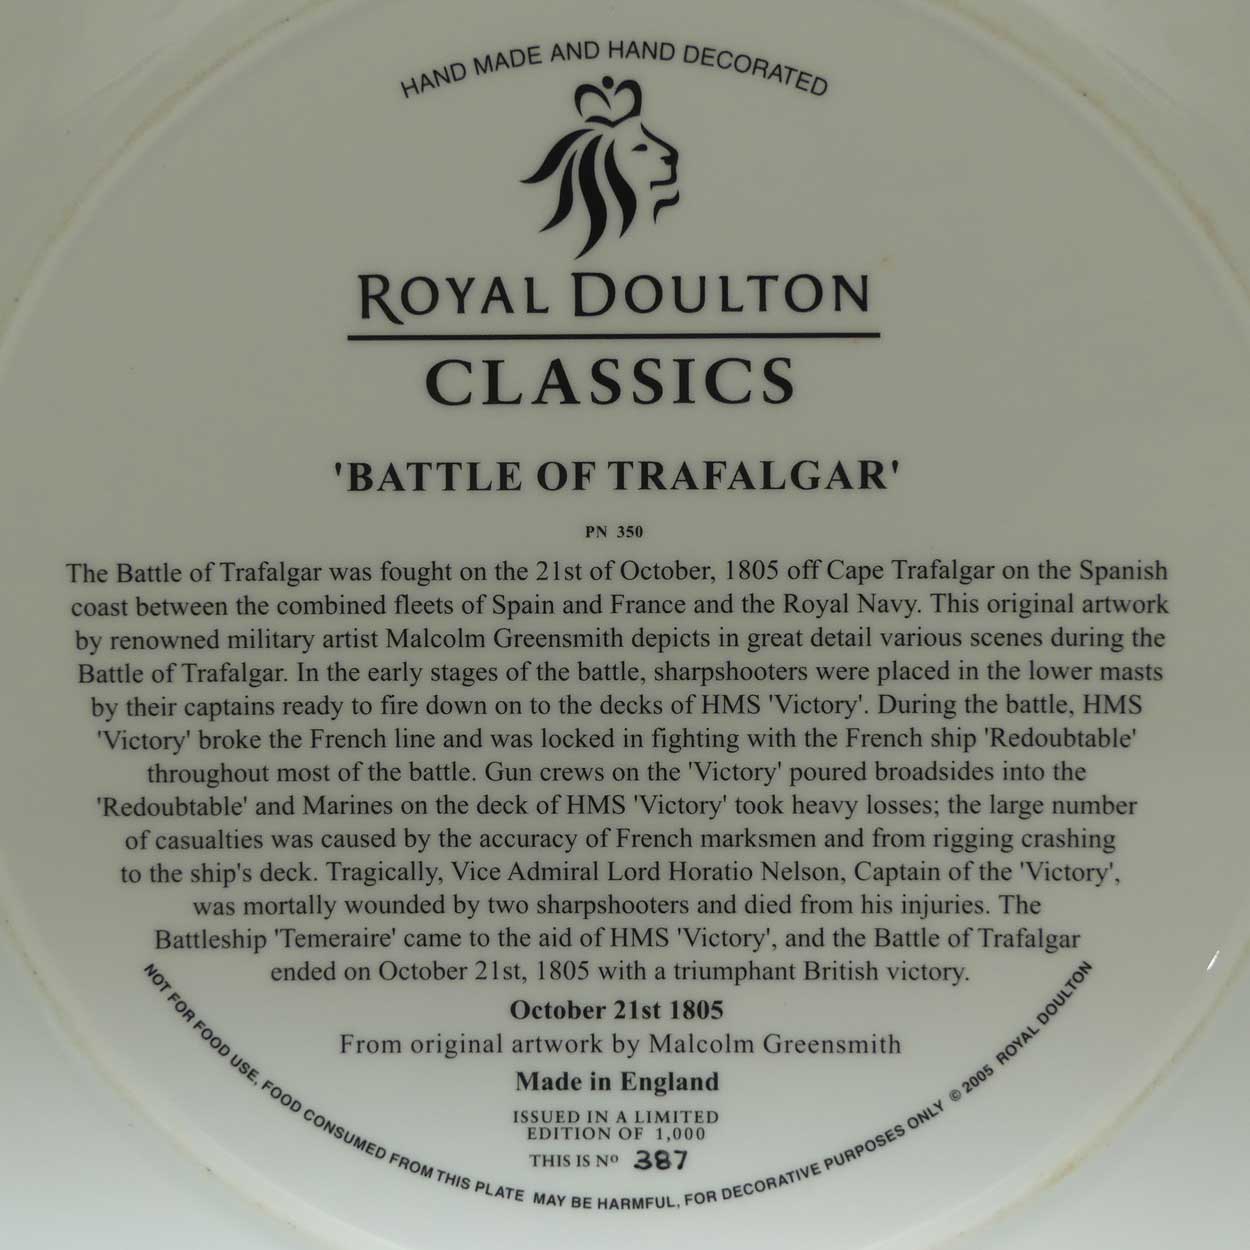 HAND MADE AND HAND DECORATED
ROYAL DOULTON
CLASSICS
'BATTLE OF TRAFALGAR'
PN 350
The Battle of Trafalgar was fought on the 21st of October, 1805 off Cape Trafalgar on the Spanish
coast between the combined fleets of Spain and France and the Royal Navy. This original artwork
by renowned military artist Malcolm Greensmith depicts in great detail various scenes during the
Battle of Trafalgar. In the early stages of the battle, sharpshooters were placed in the lower masts
by their captains ready to fire down on to the decks of HMS 'Victory'. During the battle, HMS
'Victory' broke the French line and was locked in fighting with the French ship 'Redoubtable'
throughout most of the battle. Gun crews on the 'Victory' poured broadsides into the
'Redoubtable' and Marines on the deck of HMS 'Victory' took heavy losses; the large number
of casualties was caused by the accuracy of French marksmen and from rigging crashing
to the ship's deck. Tragically, Vice Admiral Lord Horatio Nelson, Captain of the 'Victory',
was mortally wounded by two sharpshooters and died from his injuries. The
Battleship 'Temeraire' came to the aid of HMS 'Victory', and the Battle of Trafalgar
ended on October 21st, 1805 with a triumphant British victory.
October 21st 1805
From original artwork by Malcolm Greensmith
Made in England
ISSUED IN A LIMITED
EDITION OF 1,000
THIS IS Nº 387
NOT FOR FOOD USE, FOOD CONSUMED FROM THIS PLATE MAY BE HARMFUL, FOR DECORATIVE PURPOSES ONLY © 2005 ROYAL DOULTON